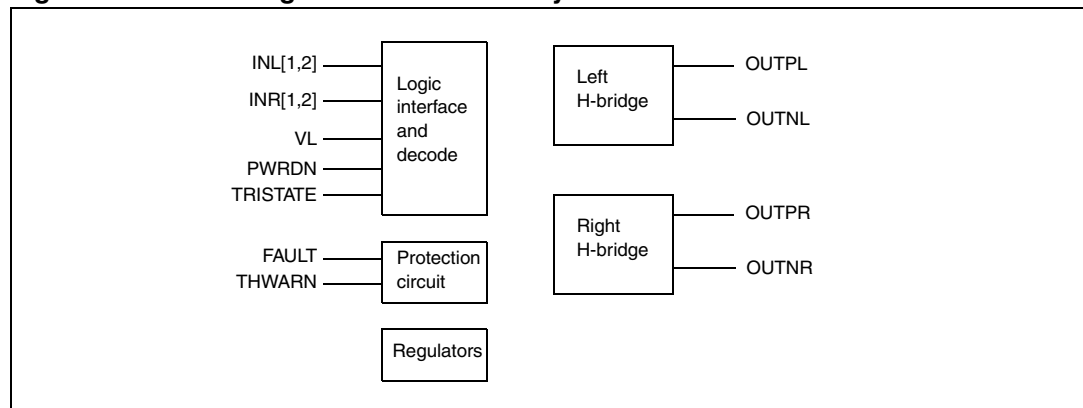 INL[1,2]
INR[1,2]
VL
PWRDN
TRISTATE
Logic
interface
and
decode
FAULT
THWARN
Protection
circuit
Regulators
Left
H-bridge
OUTPL
OUTNL
Right
H-bridge
OUTPR
OUTNR